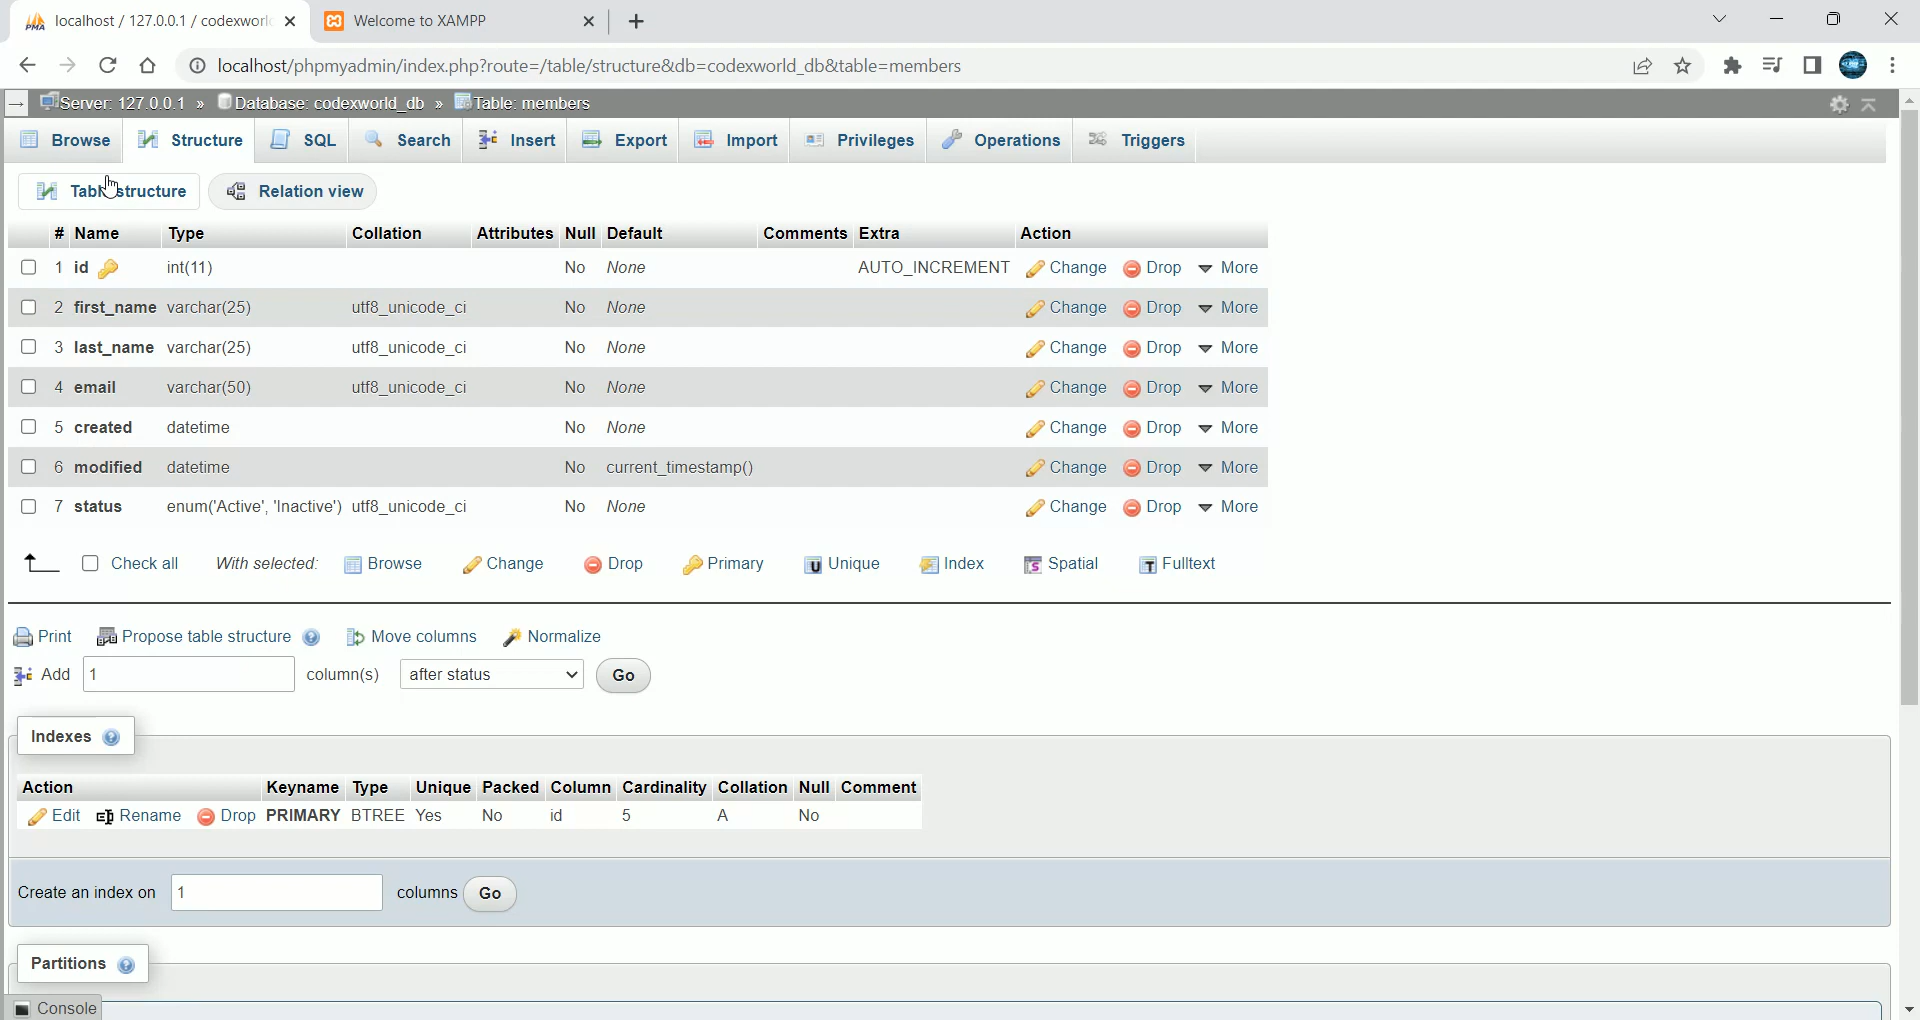 localhost / 127.0.0.1 / codexworl
Welcome to XAMPP
localhost/phpmyadmin/index.php?route=/table/structure&db=codexworld_db&table=members
Server: 127.0.0.1 » Database: codexworld_db » Table: members
Browse Structure SQL Search Insert Export Import Privileges Operations Triggers
structure Relation view
# Name Type Collation Attributes Null Default Comments Extra Action
1 id int(11) No None AUTO_INCREMENT Change Drop More
2 first_name varchar(25) utf8_unicode_ci No None Change Drop More
3 last_name varchar(25) utf8_unicode_ci No None Change Drop More
4 email varchar(50) utf8_unicode_ci No None Change Drop More
5 created datetime No None Change Drop More
6 modified datetime No current_timestamp() Change Drop More
7 status enum('Active', 'Inactive') utf8_unicode_ci No None Change Drop More
Check all With selected: Browse Change Drop Primary Unique Index Spatial Fulltext
Print Propose table structure Move columns Normalize
Add 1 column(s) after status Go
Indexes
Action Keyname Type Unique Packed Column Cardinality Collation Null Comment
Edit Rename Drop PRIMARY BTREE Yes No id 5 A No
Create an index on 1 columns Go
Partitions
Console